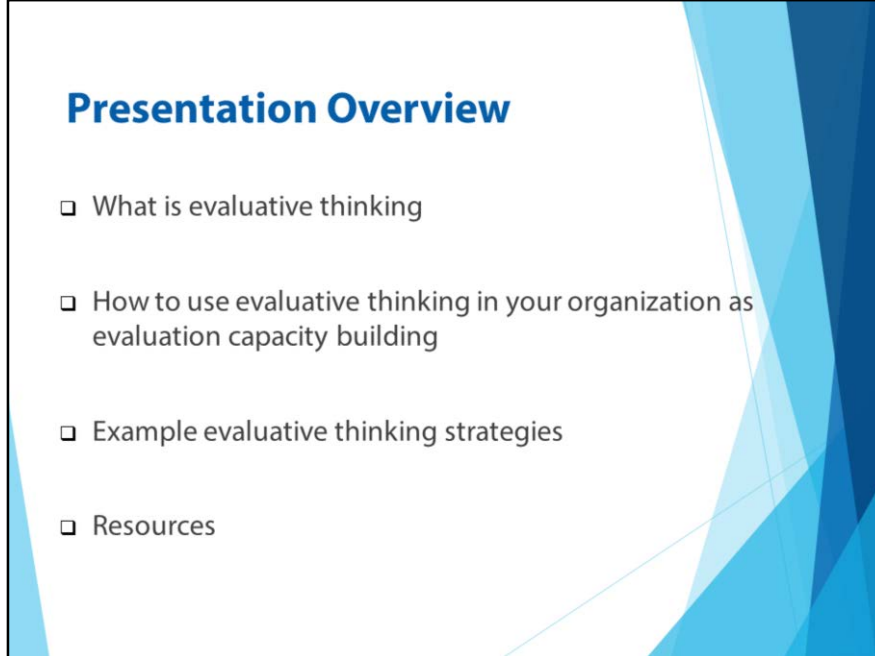 Presentation Overview
What is evaluative thinking
How to use evaluative thinking in your organization as
evaluation capacity building
Example evaluative thinking strategies
Resources